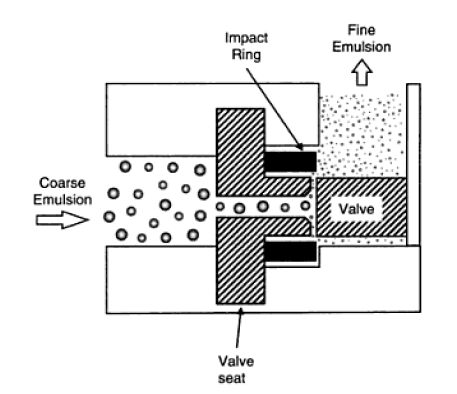 Impact
Ring
Fine
Emulsion
Coarse
Emulsion
Valve
Valve
seat